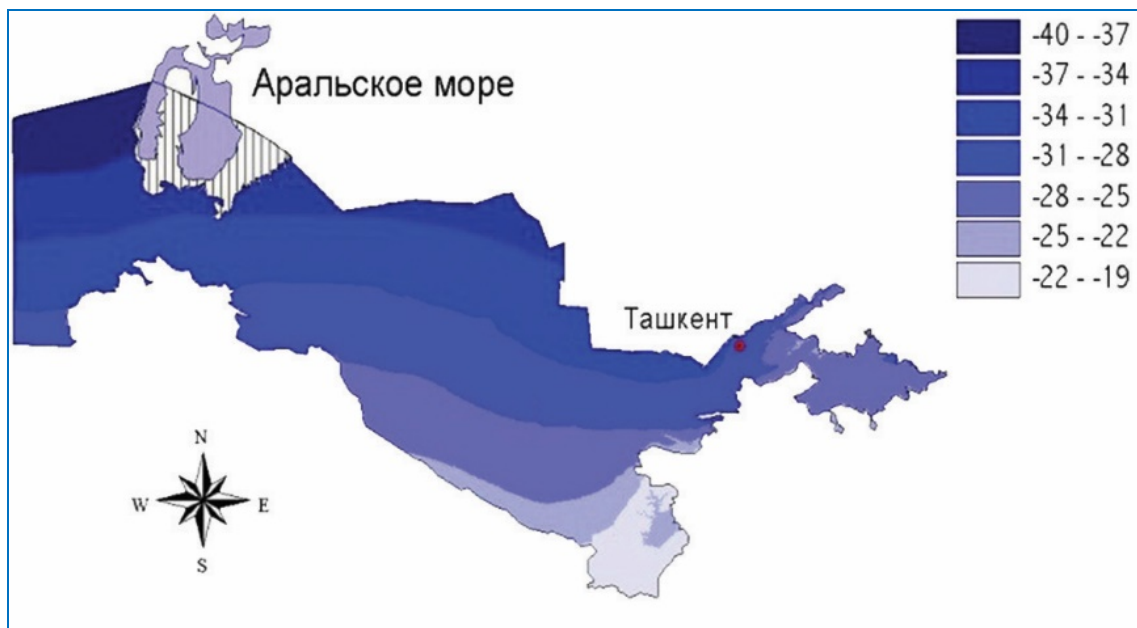 Аральское море
-40 - -37
-37 - -34
-34 - -31
-31 - -28
-28 - -25
-25 - -22
-22 - -19
Ташкент
N
W E
S